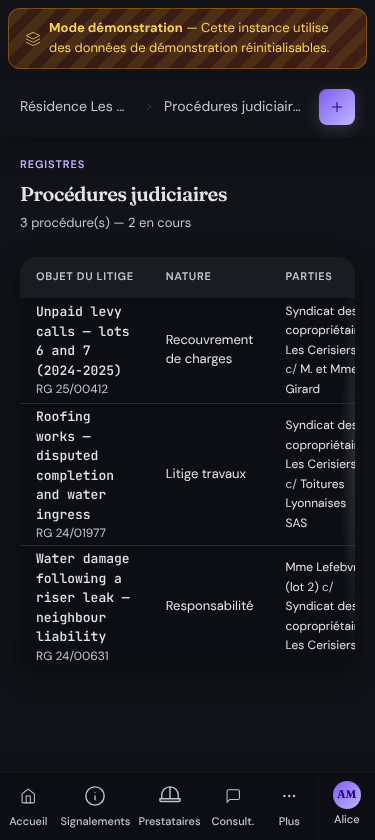 Mode démonstration — Cette instance utilise
des données de démonstration réinitialisables.
Résidence Les ... > Procédures judiciair...
REGISTRES
Procédures judiciaires
3 procédure(s) — 2 en cours
OBJET DU LITIGE NATURE PARTIES
Unpaid levy
calls — lots
6 and 7
(2024-2025)
RG 25/00412
Recouvrement
de charges
Syndicat des
copropriétair
Les Cerisiers
c/ M. et Mme
Girard
Roofing
works —
disputed
completion
and water
ingress
RG 24/01977
Litige travaux
Syndicat des
copropriétair
Les Cerisiers
c/ Toitures
Lyonnaises
SAS
Water damage
following a
riser leak —
neighbour
liability
RG 24/00631
Responsabilité
Mme Lefebvr
(lot 2) c/
Syndicat des
copropriétair
Les Cerisiers
AM
Accueil Signalements Prestataires Consult. Plus Alice